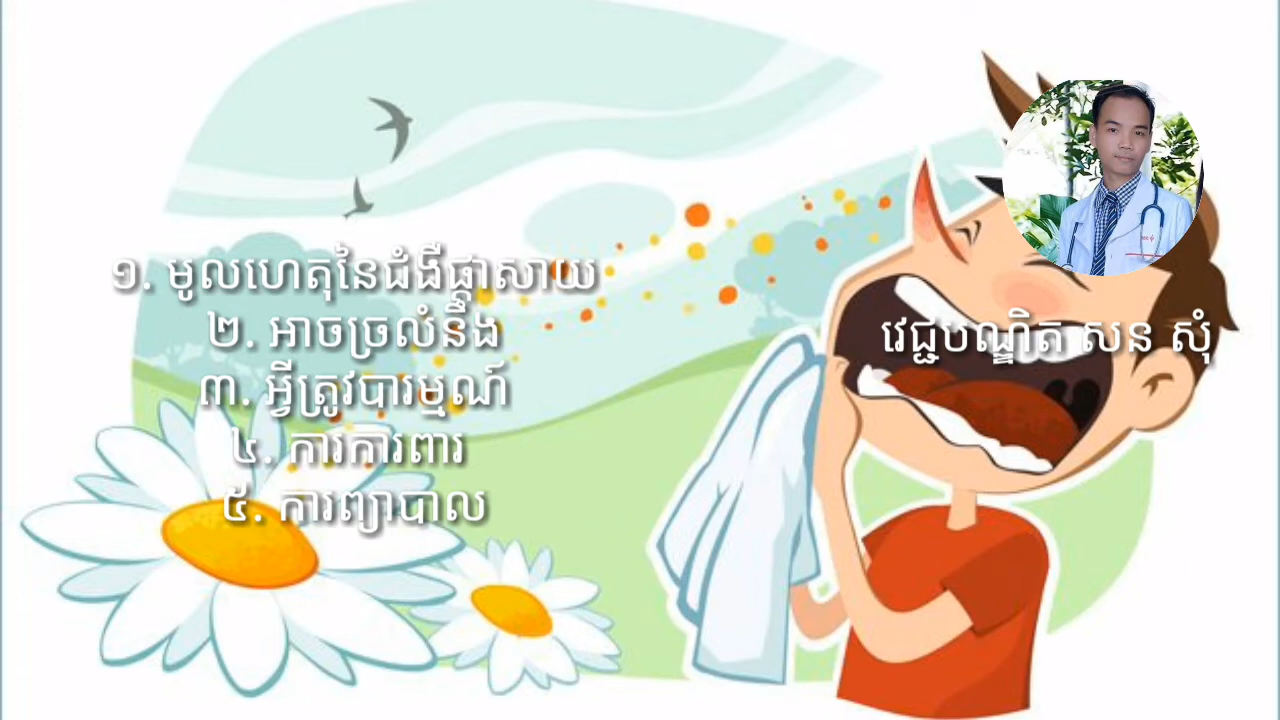 ១. មូលហេតុនៃជំងឺផ្តាសាយ
២. អាចច្រលំនឹង
៣. អ្វីត្រូវបារម្មណ៍
៤. ការការពារ
៥. ការព្យាបាល
វេជ្ជបណ្ឌិត សន សុំ